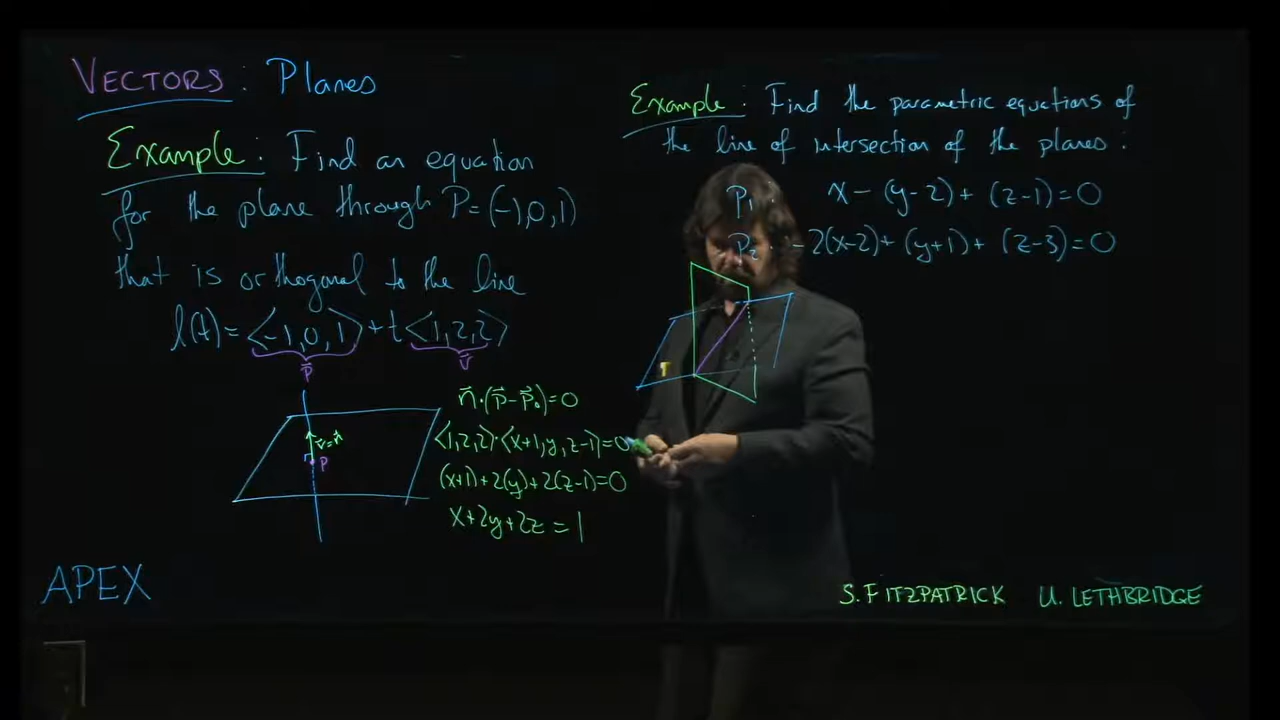 VECTORS: Planes
Example: Find an equation
for the plane through P=(-1,0,1)
that is orthogonal to the line
l(t)=⟨-1,0,1⟩+t⟨1,2,2⟩
p⃗ v⃗
v⃗=n⃗
P
n⃗·(p⃗-p⃗₀)=0
⟨1,2,2⟩·⟨x+1,y,z-1⟩=0
(x+1)+2(y)+2(z-1)=0
x+2y+2z=1
APEX
Example: Find the parametric equations of
the line of intersection of the planes:
P₁: x-(y-2)+(z-1)=0
P₂: -2(x-2)+(y+1)+(z-3)=0
S. FITZPATRICK U. LETHBRIDGE